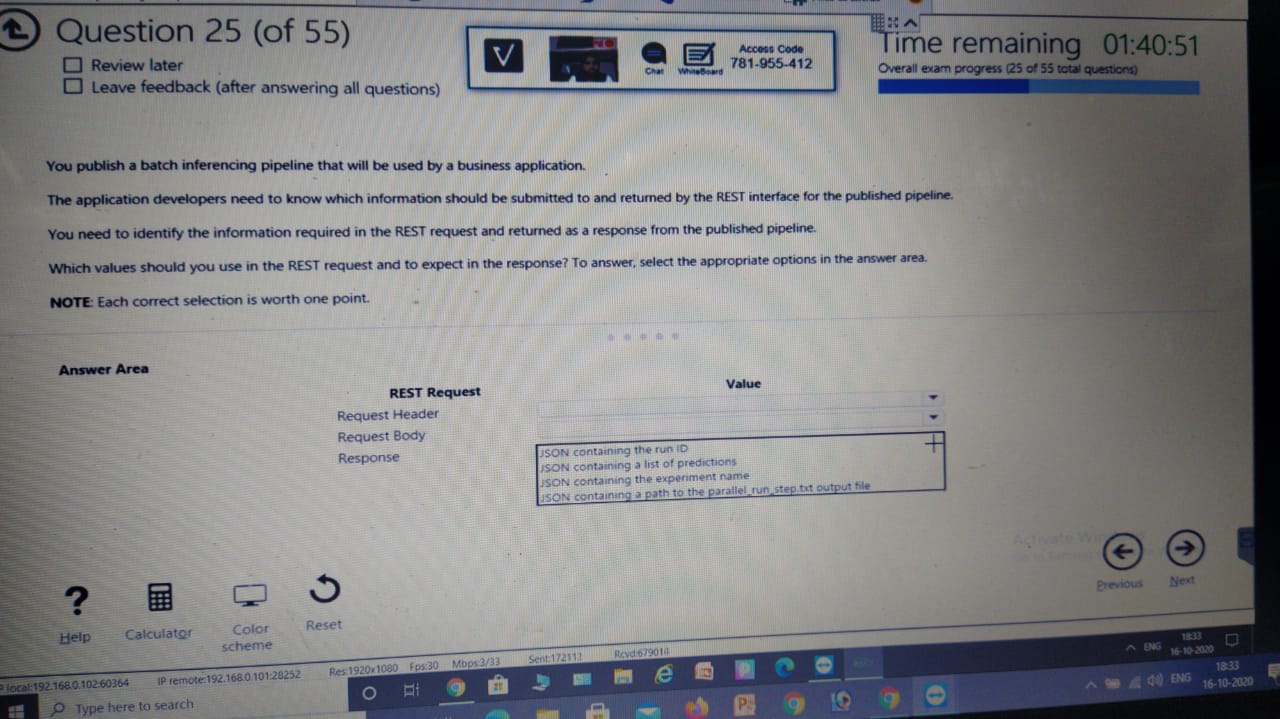 Question 25 (of 55)
Review later
Leave feedback (after answering all questions)
V
Chat
WhiteBoard
Access Code
781-955-412
Time remaining 01:40:51
Overall exam progress (25 of 55 total questions)
You publish a batch inferencing pipeline that will be used by a business application.
The application developers need to know which information should be submitted to and returned by the REST interface for the published pipeline.
You need to identify the information required in the REST request and returned as a response from the published pipeline.
Which values should you use in the REST request and to expect in the response? To answer, select the appropriate options in the answer area.
NOTE: Each correct selection is worth one point.
Answer Area
REST Request
Value
Request Header
Request Body
Response
JSON containing the run ID
JSON containing a list of predictions
JSON containing the experiment name
JSON containing a path to the parallel_run_step.txt output file
Activate
Previous
Next
Help
Calculator
Color scheme
Reset
local:192.168.0.102:60364
IP remote:192.168.0.101:28252
Res:1920x1080
Fps:30
Mbps:3/33
Sent:172113
Rcvd:679014
ENG
18:33
16-10-2020
Type here to search
ENG
18:33
16-10-2020